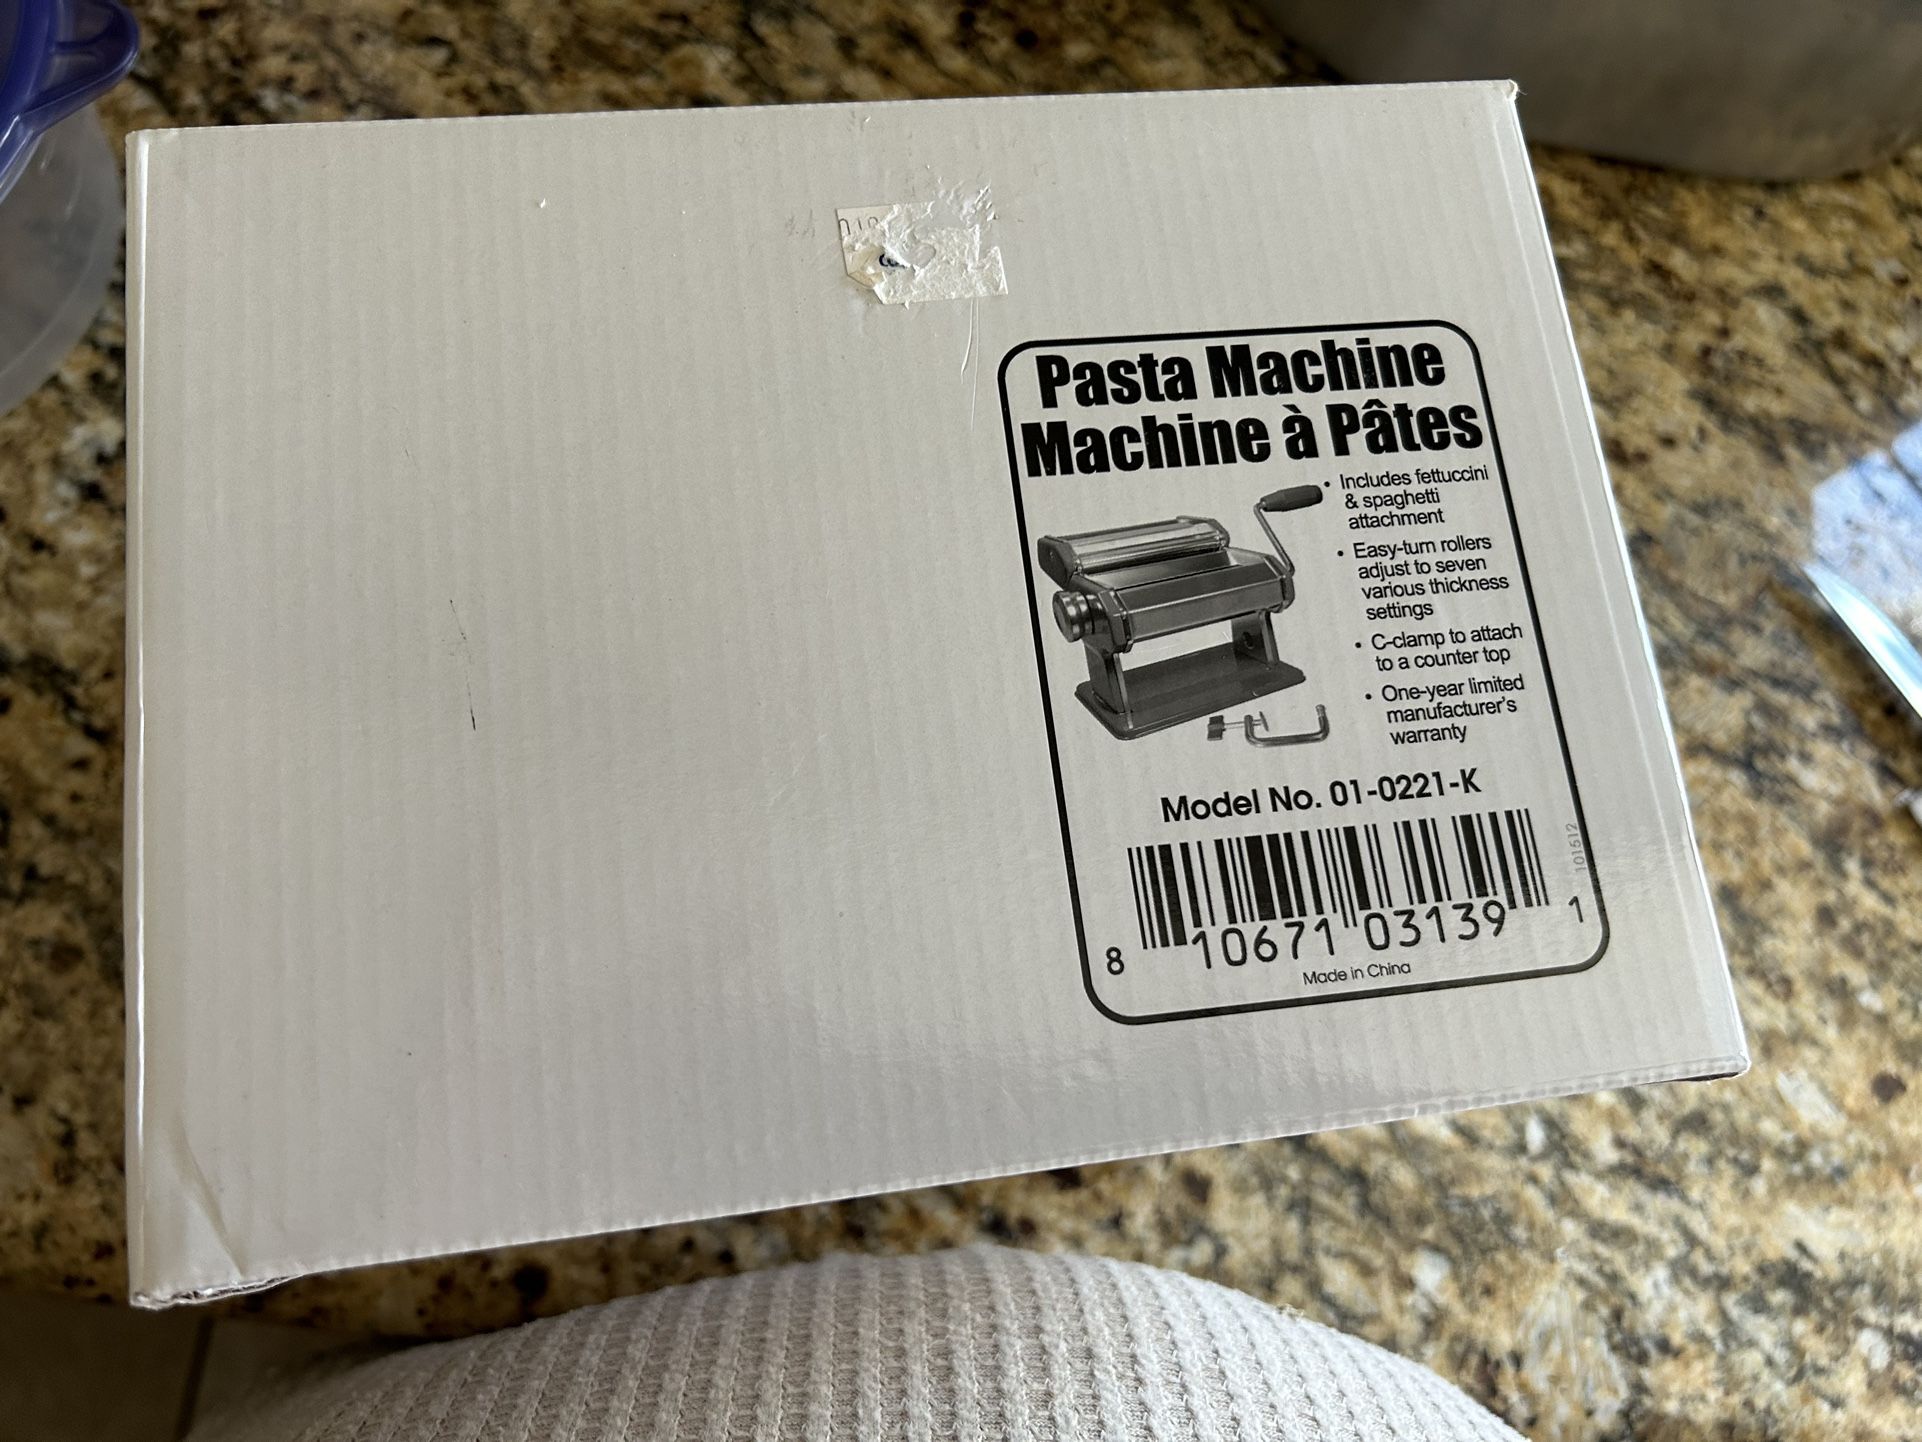 Pasta Machine
Machine à Pâtes
• Includes fettuccini
& spaghetti
attachment
• Easy-turn rollers
adjust to seven
various thickness
settings
• C-clamp to attach
to a counter top
• One-year limited
manufacturer's
warranty
Model No. 01-0221-K
101512
8 10671 03139 1
Made in China